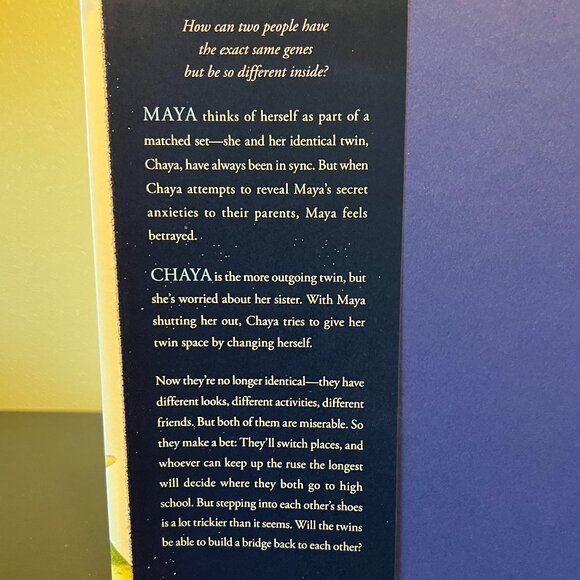 How can two people have
the exact same genes
but be so different inside?
MAYA thinks of herself as part of a
matched set—she and her identical twin,
Chaya, have always been in sync. But when
Chaya attempts to reveal Maya's secret
anxieties to their parents, Maya feels
betrayed.
CHAYA is the more outgoing twin, but
she's worried about her sister. With Maya
shutting her out, Chaya tries to give her
twin space by changing herself.
Now they're no longer identical—they have
different looks, different activities, different
friends. But both of them are miserable. So
they make a bet: They'll switch places, and
whoever can keep up the ruse the longest
will decide where they both go to high
school. But stepping into each other's shoes
is a lot trickier than it seems. Will the twins
be able to build a bridge back to each other?